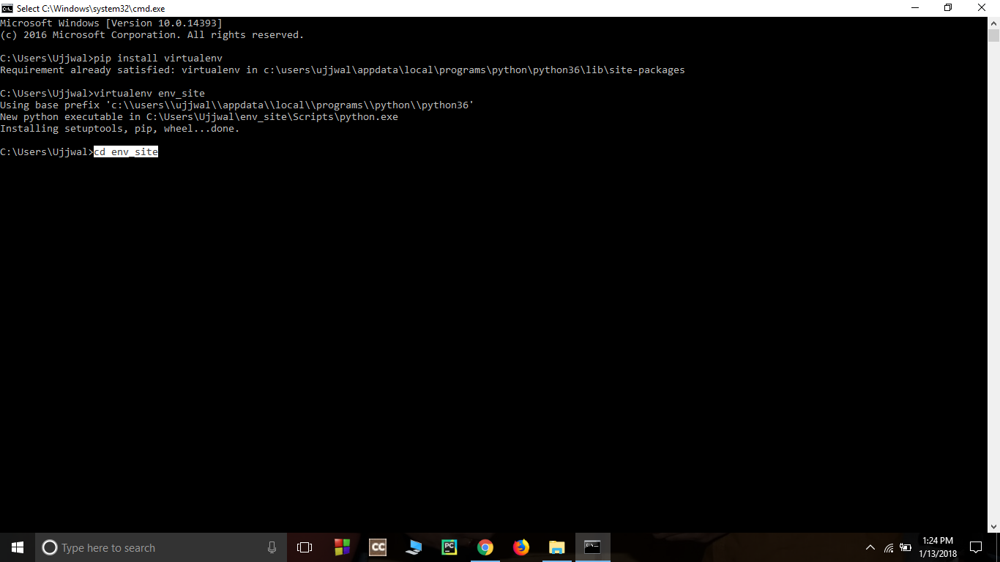 Select C:\Windows\system32\cmd.exe
Microsoft Windows [Version 10.0.14393]
(c) 2016 Microsoft Corporation. All rights reserved.
C:\Users\Ujjwal>pip install virtualenv
Requirement already satisfied: virtualenv in c:\users\ujjwal\appdata\local\programs\python\python36\lib\site-packages
C:\Users\Ujjwal>virtualenv env_site
Using base prefix 'c:\\users\\ujjwal\\appdata\\local\\programs\\python\\python36'
New python executable in C:\Users\Ujjwal\env_site\Scripts\python.exe
Installing setuptools, pip, wheel...done.
C:\Users\Ujjwal>cd env_site
Type here to search
CC
PC
1:24 PM
1/13/2018